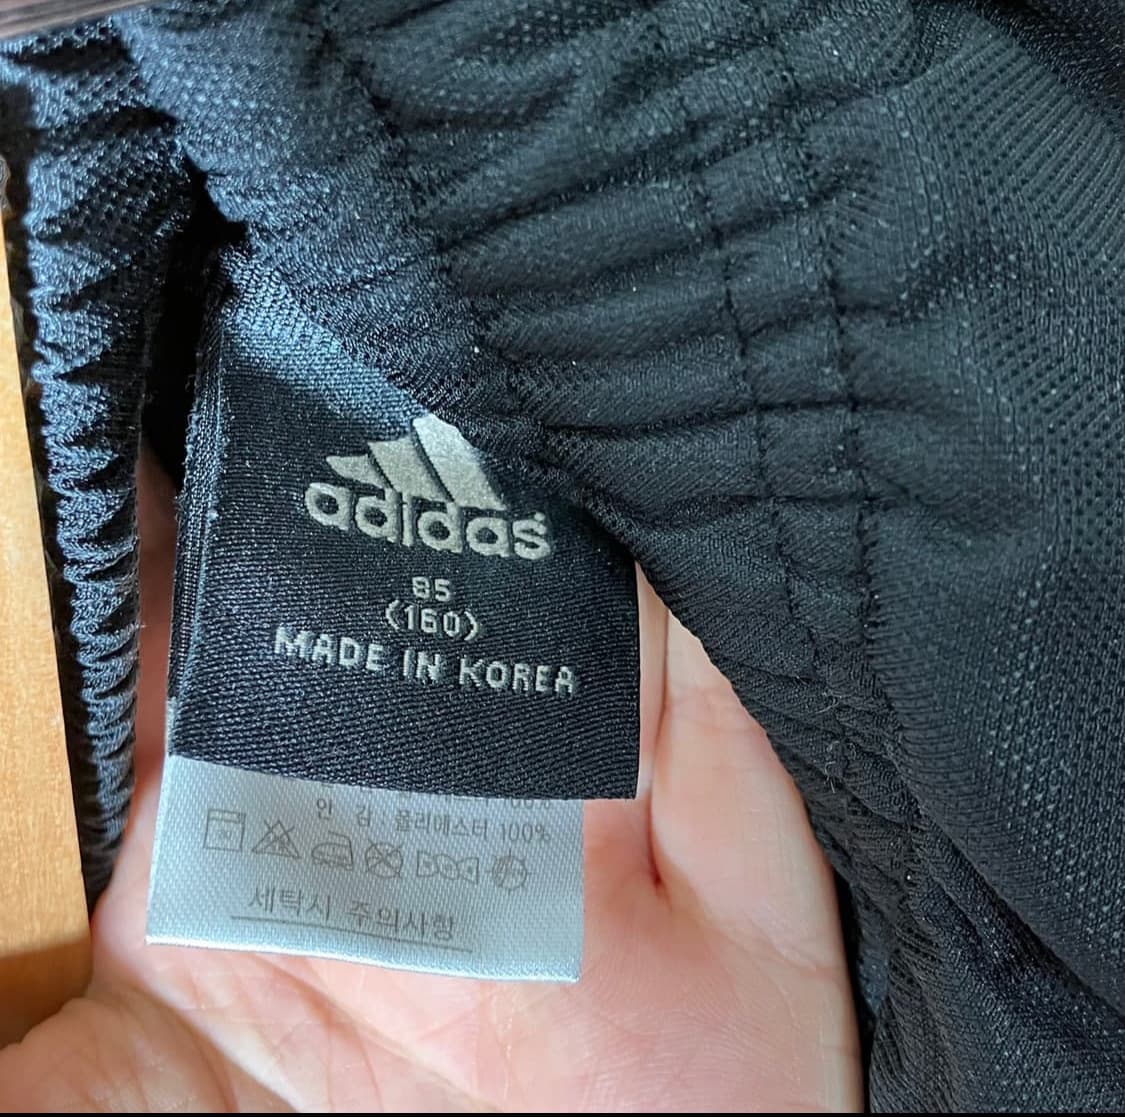 adidas
85
(160)
MADE IN KOREA
안 감 : 폴리에스터 100%
세탁시 주의사항